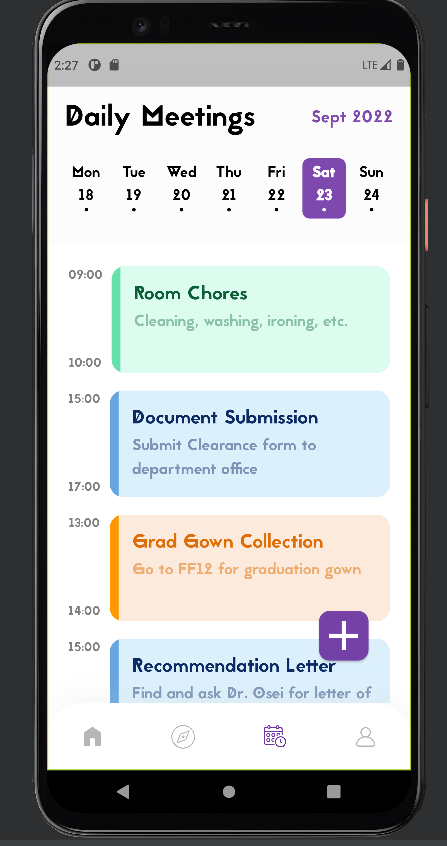 2:27 LTE
Daily Meetings Sept 2022
Mon Tue Wed Thu Fri Sat Sun
18 19 20 21 22 23 24
09:00
Room Chores
Cleaning, washing, ironing, etc.
10:00
15:00
Document Submission
Submit Clearance form to
department office
17:00
13:00
Grad Gown Collection
Go to FF12 for graduation gown
14:00
15:00
Recommendation Letter
Find and ask Dr. Osei for letter of